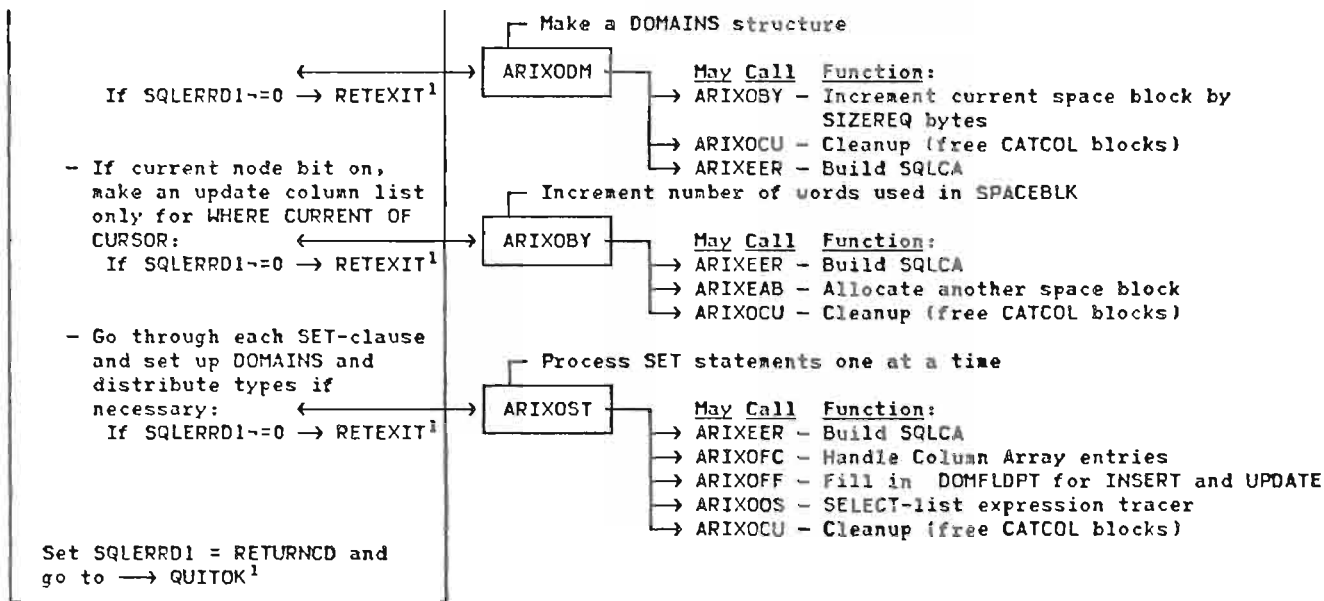 Make a DOMAINS structure
ARIXODM
If SQLERRD1¬=0 → RETEXIT¹
May Call Function:
ARIXOBY – Increment current space block by
SIZEREQ bytes
ARIXOCU – Cleanup (free CATCOL blocks)
ARIXEER – Build SQLCA
– If current node bit on,
make an update column list
only for WHERE CURRENT OF
CURSOR:
If SQLERRD1¬=0 → RETEXIT¹
Increment number of words used in SPACEBLK
ARIXOBY
May Call Function:
ARIXEER – Build SQLCA
ARIXEAB – Allocate another space block
ARIXOCU – Cleanup (free CATCOL blocks)
– Go through each SET-clause
and set up DOMAINS and
distribute types if
necessary:
If SQLERRD1¬=0 → RETEXIT¹
Process SET statements one at a time
ARIXOST
May Call Function:
ARIXEER – Build SQLCA
ARIXOFC – Handle Column Array entries
ARIXOFF – Fill in DOMFLDPT for INSERT and UPDATE
ARIXOOS – SELECT-list expression tracer
ARIXOCU – Cleanup (free CATCOL blocks)
Set SQLERRD1 = RETURNCD and
go to → QUITOK¹